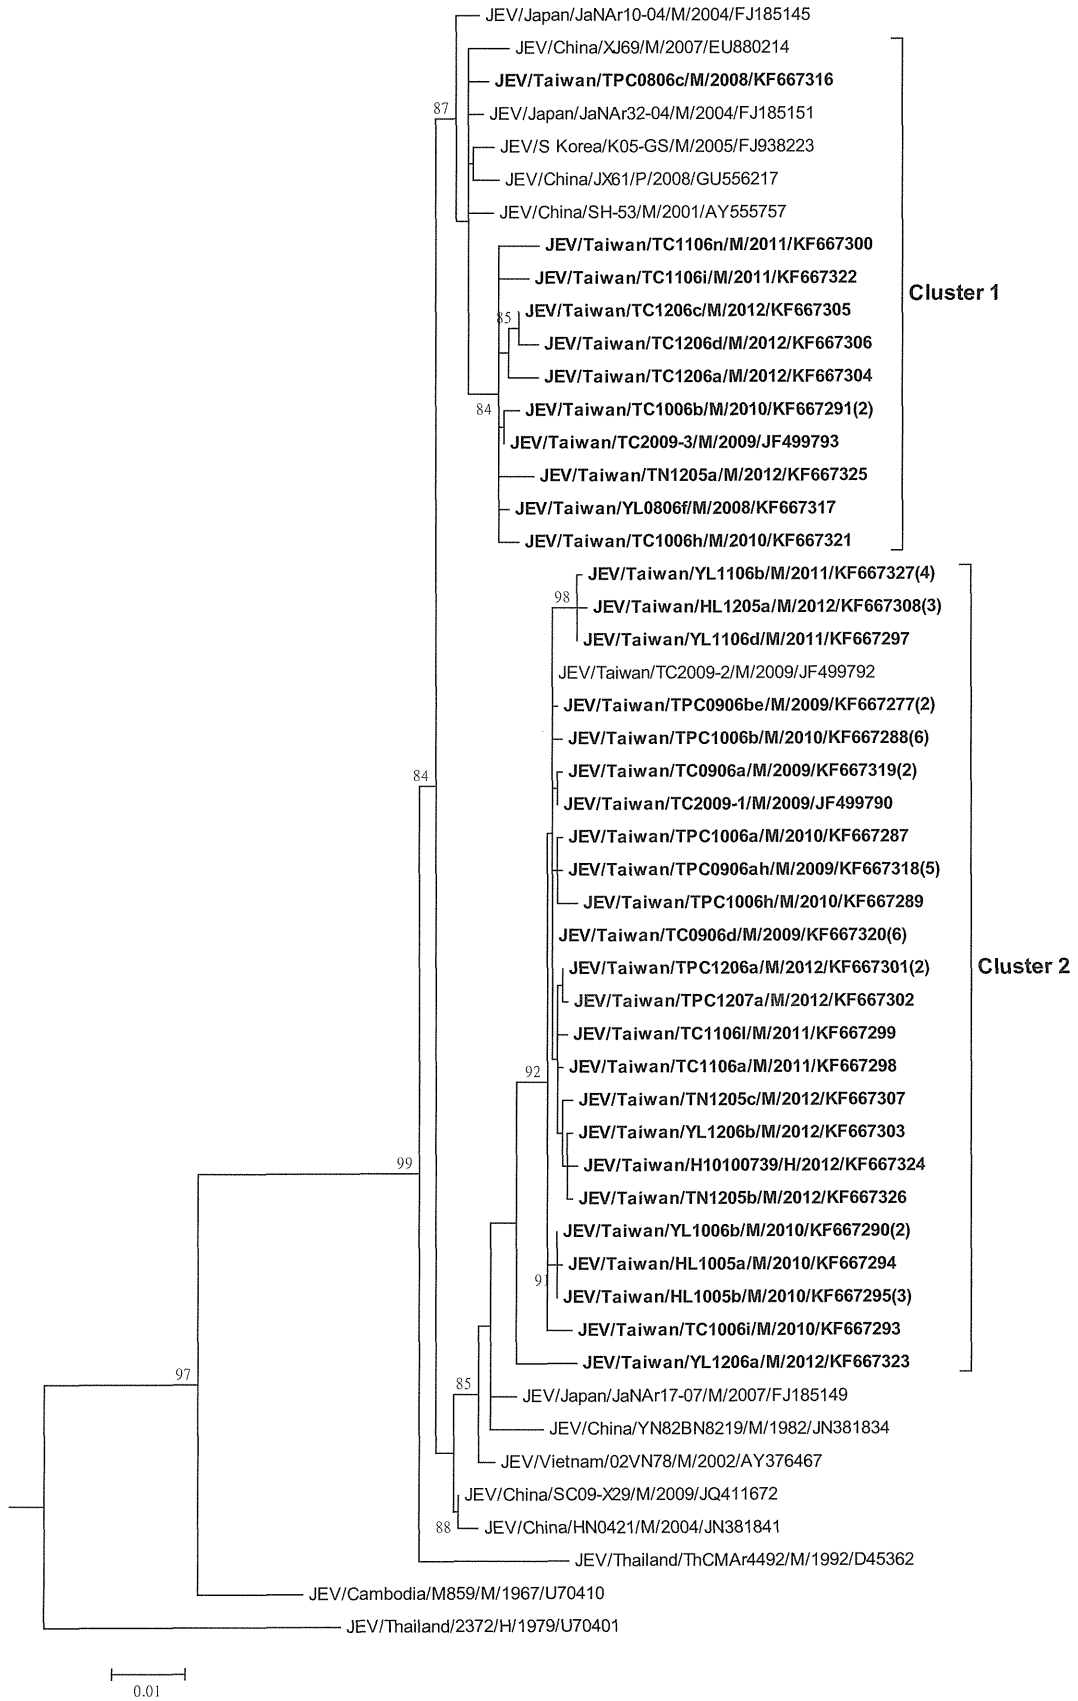 JEV/Japan/JaNAr10-04/M/2004/FJ185145
JEV/China/XJ69/M/2007/EU880214
JEV/Taiwan/TPC0806c/M/2008/KF667316
87
JEV/Japan/JaNAr32-04/M/2004/FJ185151
JEV/S Korea/K05-GS/M/2005/FJ938223
JEV/China/JX61/P/2008/GU556217
JEV/China/SH-53/M/2001/AY555757
JEV/Taiwan/TC1106n/M/2011/KF667300
JEV/Taiwan/TC1106i/M/2011/KF667322
Cluster 1
JEV/Taiwan/TC1206c/M/2012/KF667305
85
JEV/Taiwan/TC1206d/M/2012/KF667306
JEV/Taiwan/TC1206a/M/2012/KF667304
84
JEV/Taiwan/TC1006b/M/2010/KF667291(2)
JEV/Taiwan/TC2009-3/M/2009/JF499793
JEV/Taiwan/TN1205a/M/2012/KF667325
JEV/Taiwan/YL0806f/M/2008/KF667317
JEV/Taiwan/TC1006h/M/2010/KF667321
JEV/Taiwan/YL1106b/M/2011/KF667327(4)
98
JEV/Taiwan/HL1205a/M/2012/KF667308(3)
JEV/Taiwan/YL1106d/M/2011/KF667297
JEV/Taiwan/TC2009-2/M/2009/JF499792
JEV/Taiwan/TPC0906be/M/2009/KF667277(2)
JEV/Taiwan/TPC1006b/M/2010/KF667288(6)
84
JEV/Taiwan/TC0906a/M/2009/KF667319(2)
JEV/Taiwan/TC2009-1/M/2009/JF499790
JEV/Taiwan/TPC1006a/M/2010/KF667287
JEV/Taiwan/TPC0906ah/M/2009/KF667318(5)
JEV/Taiwan/TPC1006h/M/2010/KF667289
JEV/Taiwan/TC0906d/M/2009/KF667320(6)
Cluster 2
JEV/Taiwan/TPC1206a/M/2012/KF667301(2)
JEV/Taiwan/TPC1207a/M/2012/KF667302
JEV/Taiwan/TC1106l/M/2011/KF667299
JEV/Taiwan/TC1106a/M/2011/KF667298
92
JEV/Taiwan/TN1205c/M/2012/KF667307
JEV/Taiwan/YL1206b/M/2012/KF667303
99
JEV/Taiwan/H10100739/H/2012/KF667324
JEV/Taiwan/TN1205b/M/2012/KF667326
JEV/Taiwan/YL1006b/M/2010/KF667290(2)
JEV/Taiwan/HL1005a/M/2010/KF667294
91
JEV/Taiwan/HL1005b/M/2010/KF667295(3)
JEV/Taiwan/TC1006i/M/2010/KF667293
JEV/Taiwan/YL1206a/M/2012/KF667323
97
85
JEV/Japan/JaNAr17-07/M/2007/FJ185149
JEV/China/YN82BN8219/M/1982/JN381834
JEV/Vietnam/02VN78/M/2002/AY376467
JEV/China/SC09-X29/M/2009/JQ411672
88
JEV/China/HN0421/M/2004/JN381841
JEV/Thailand/ThCMAr4492/M/1992/D45362
JEV/Cambodia/M859/M/1967/U70410
JEV/Thailand/2372/H/1979/U70401
0.01